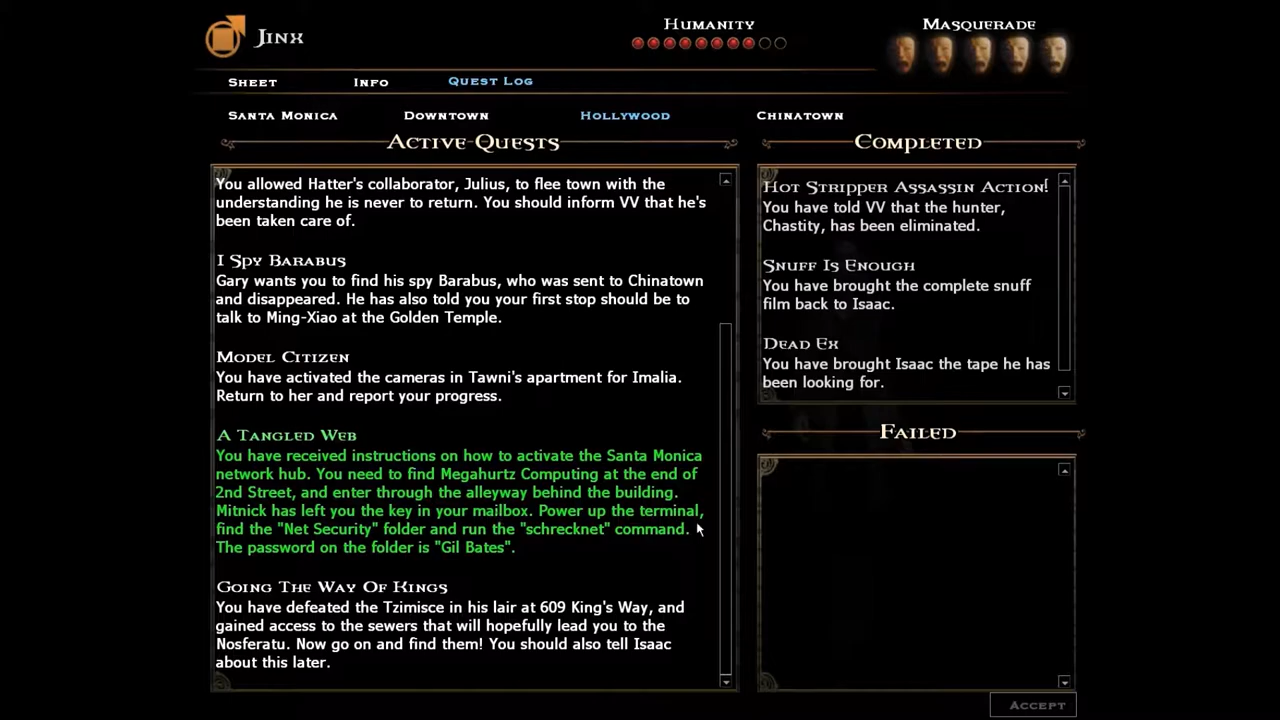 Jinx
Humanity
Masquerade
Sheet
Info
Quest Log
Santa Monica
Downtown
Hollywood
Chinatown
Active Quests
You allowed Hatter's collaborator, Julius, to flee town with the
understanding he is never to return. You should inform VV that he's
been taken care of.
I Spy Barabus
Gary wants you to find his spy Barabus, who was sent to Chinatown
and disappeared. He has also told you your first stop should be to
talk to Ming-Xiao at the Golden Temple.
Model Citizen
You have activated the cameras in Tawni's apartment for Imalia.
Return to her and report your progress.
A Tangled Web
You have received instructions on how to activate the Santa Monica
network hub. You need to find Megahurtz Computing at the end of
2nd Street, and enter through the alleyway behind the building.
Mitnick has left you the key in your mailbox. Power up the terminal,
find the "Net Security" folder and run the "schrecknet" command.
The password on the folder is "Gil Bates".
Going The Way Of Kings
You have defeated the Tzimisce in his lair at 609 King's Way, and
gained access to the sewers that will hopefully lead you to the
Nosferatu. Now go on and find them! You should also tell Isaac
about this later.
Completed
Hot Stripper Assassin Action!
You have told VV that the hunter,
Chastity, has been eliminated.
Snuff Is Enough
You have brought the complete snuff
film back to Isaac.
Dead Ex
You have brought Isaac the tape he has
been looking for.
Failed
Accept